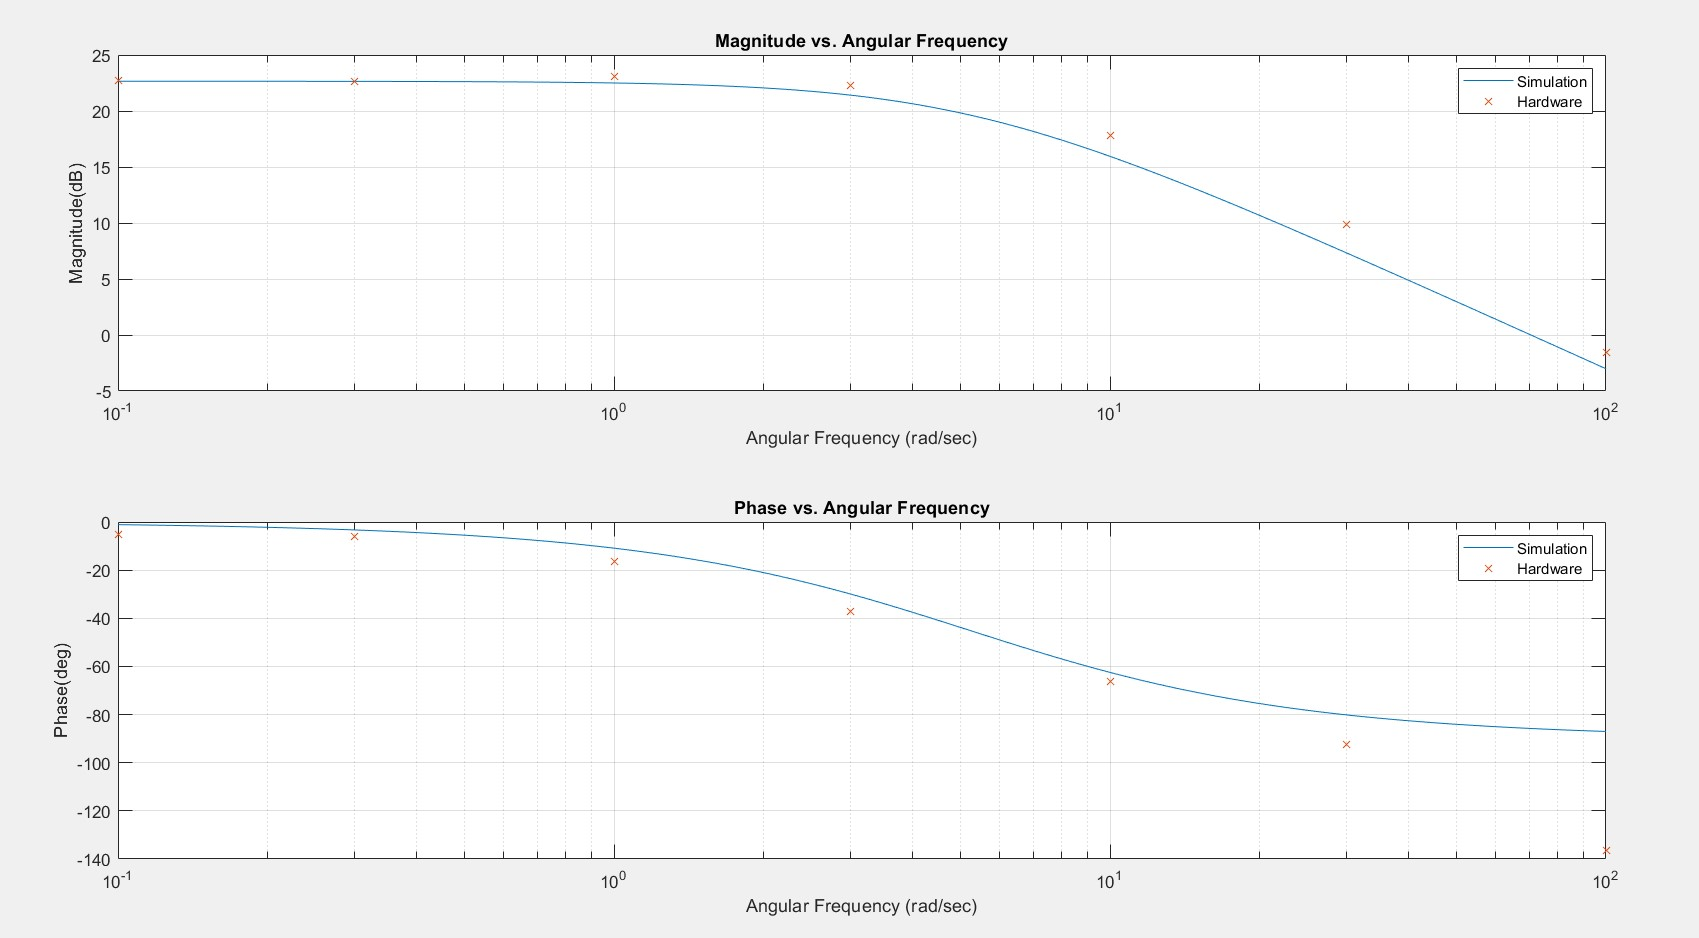 Magnitude vs. Angular Frequency
25
20
15
10
5
0
-5
Magnitude(dB)
Simulation
Hardware
10^-1
10^0
10^1
10^2
Angular Frequency (rad/sec)
Phase vs. Angular Frequency
0
-20
-40
-60
-80
-100
-120
-140
Phase(deg)
Simulation
Hardware
10^-1
10^0
10^1
10^2
Angular Frequency (rad/sec)